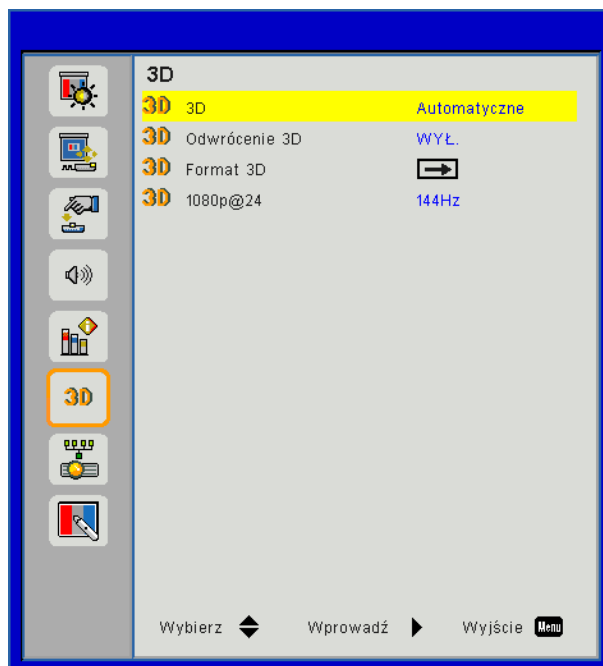 3D
3D 3D Automatyczne
3D Odwrócenie 3D WYŁ.
3D Format 3D
3D 1080p@24 144Hz
3D
Wybierz Wprowadź Wyjście Menu